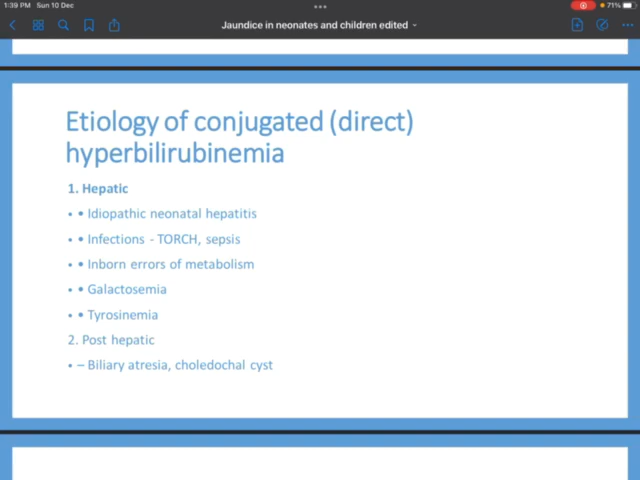 1:39 PM Sun 10 Dec
71%
Jaundice in neonates and children edited
Etiology of conjugated (direct)
hyperbilirubinemia
1. Hepatic
• • Idiopathic neonatal hepatitis
• • Infections - TORCH, sepsis
• • Inborn errors of metabolism
• • Galactosemia
• • Tyrosinemia
2. Post hepatic
• – Biliary atresia, choledochal cyst